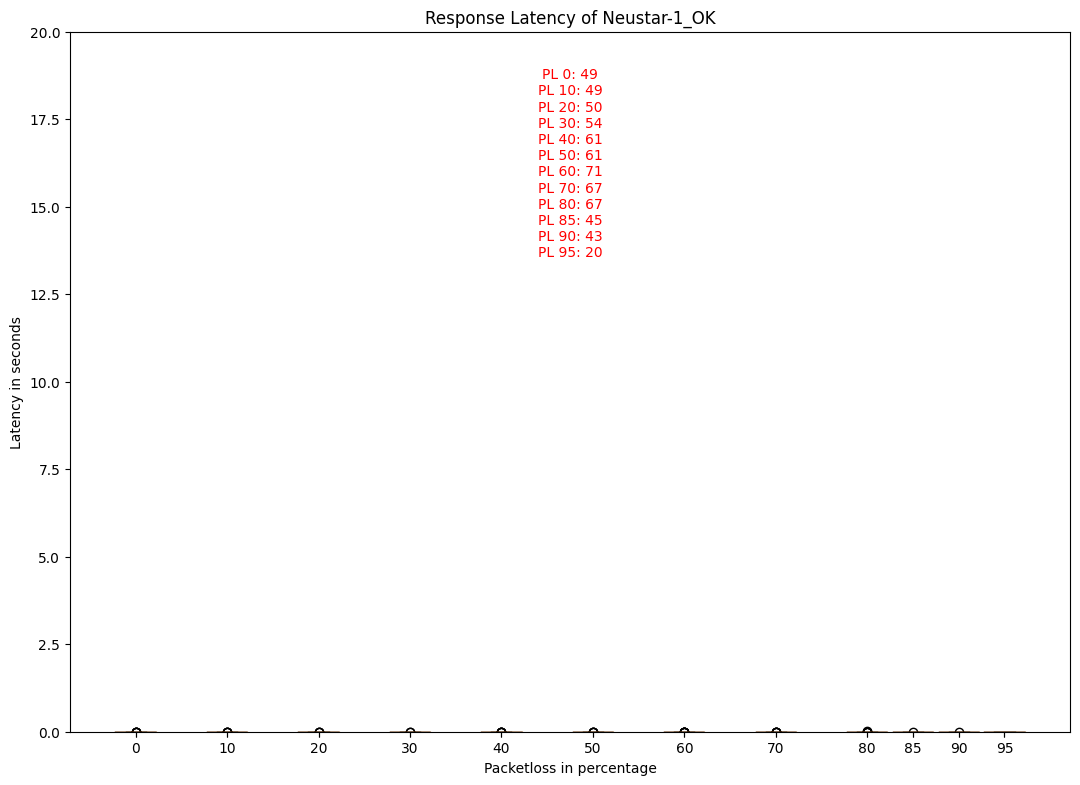 Response Latency of Neustar-1_OK
20.0
17.5
15.0
12.5
10.0
7.5
5.0
2.5
0.0
Latency in seconds
PL 0: 49
PL 10: 49
PL 20: 50
PL 30: 54
PL 40: 61
PL 50: 61
PL 60: 71
PL 70: 67
PL 80: 67
PL 85: 45
PL 90: 43
PL 95: 20
0 10 20 30 40 50 60 70 80 85 90 95
Packetloss in percentage